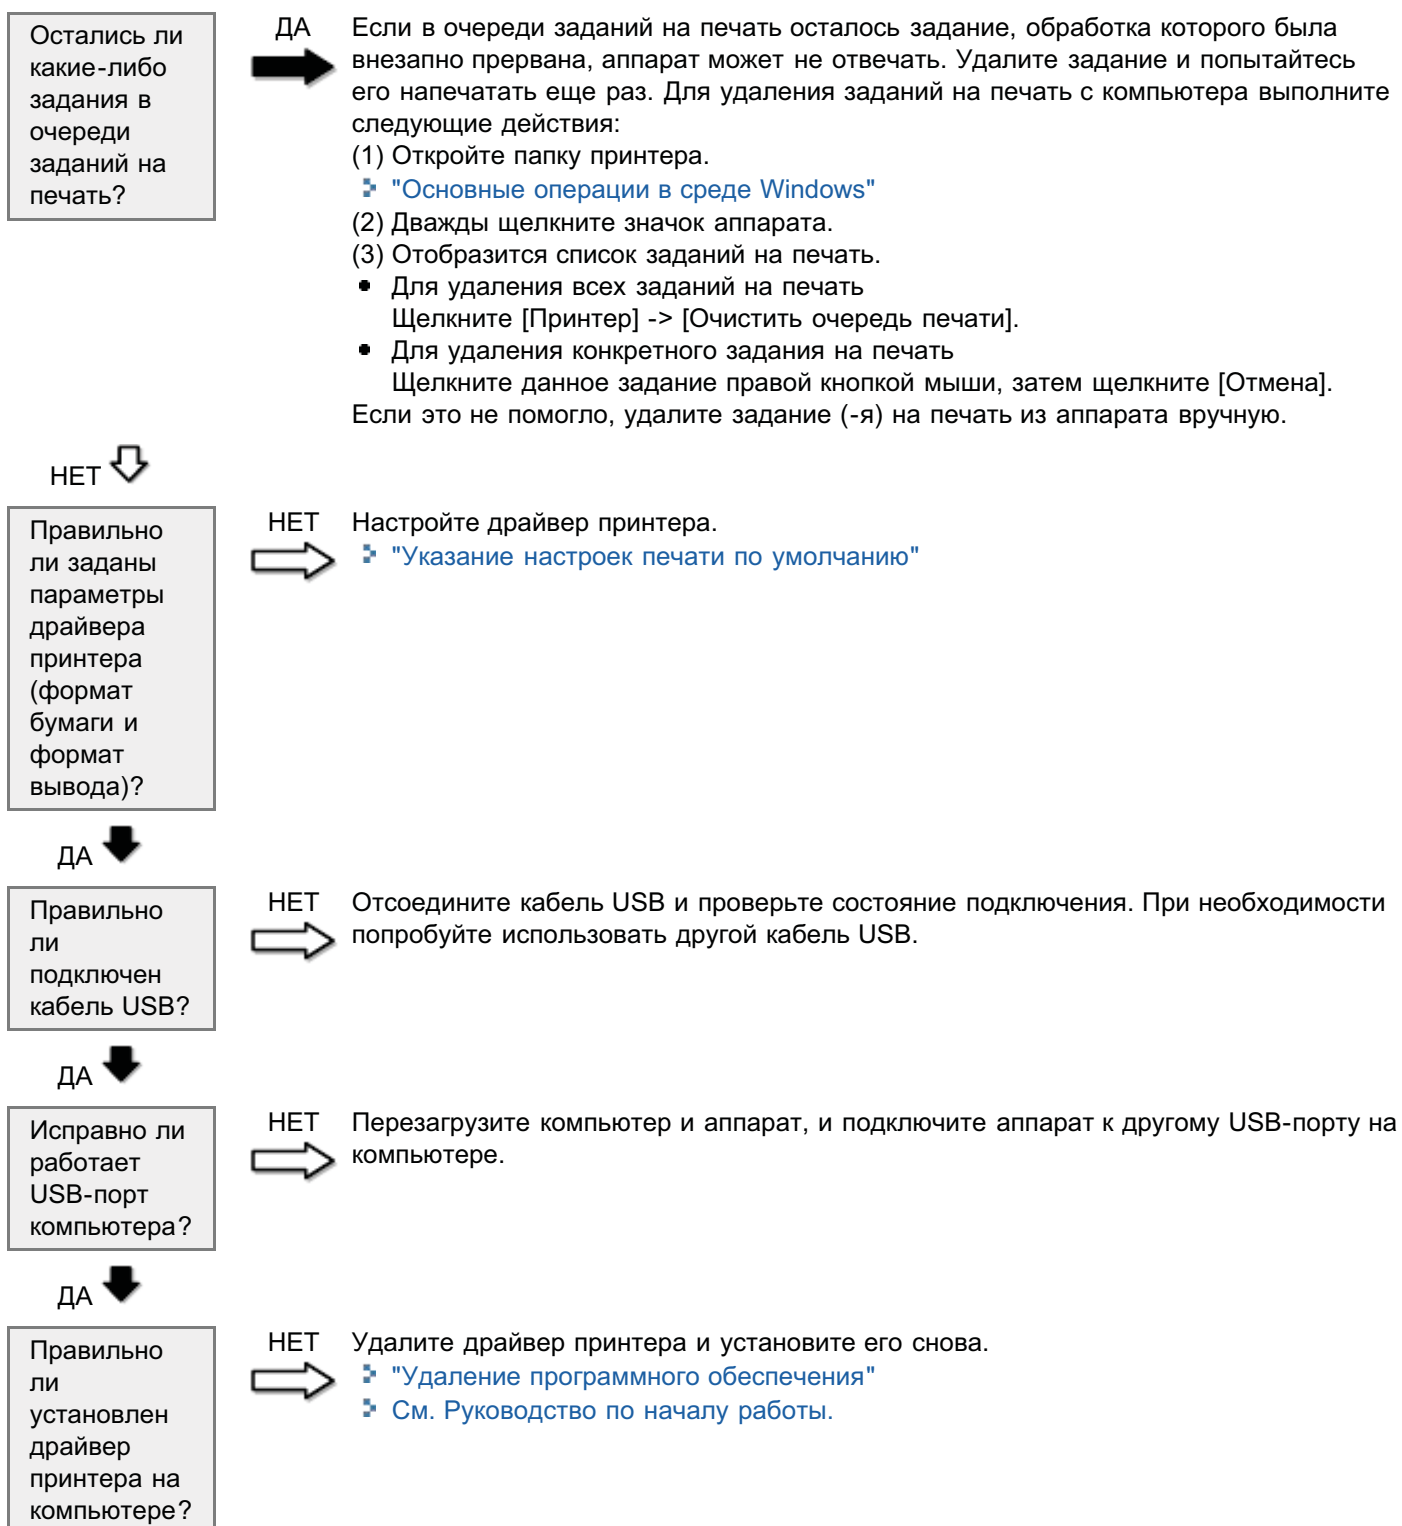 Остались ли
какие-либо
задания в
очереди
заданий на
печать?
ДА
Если в очереди заданий на печать осталось задание, обработка которого была
внезапно прервана, аппарат может не отвечать. Удалите задание и попытайтесь
его напечатать еще раз. Для удаления заданий на печать с компьютера выполните
следующие действия:
(1) Откройте папку принтера.
"Основные операции в среде Windows"
(2) Дважды щелкните значок аппарата.
(3) Отобразится список заданий на печать.
• Для удаления всех заданий на печать
Щелкните [Принтер] -> [Очистить очередь печати].
• Для удаления конкретного задания на печать
Щелкните данное задание правой кнопкой мыши, затем щелкните [Отмена].
Если это не помогло, удалите задание (-я) на печать из аппарата вручную.
НЕТ
Правильно
ли заданы
параметры
драйвера
принтера
(формат
бумаги и
формат
вывода)?
НЕТ
Настройте драйвер принтера.
"Указание настроек печати по умолчанию"
ДА
Правильно
ли
подключен
кабель USB?
НЕТ
Отсоедините кабель USB и проверьте состояние подключения. При необходимости
попробуйте использовать другой кабель USB.
ДА
Исправно ли
работает
USB-порт
компьютера?
НЕТ
Перезагрузите компьютер и аппарат, и подключите аппарат к другому USB-порту на
компьютере.
ДА
Правильно
ли
установлен
драйвер
принтера на
компьютере?
НЕТ
Удалите драйвер принтера и установите его снова.
"Удаление программного обеспечения"
См. Руководство по началу работы.